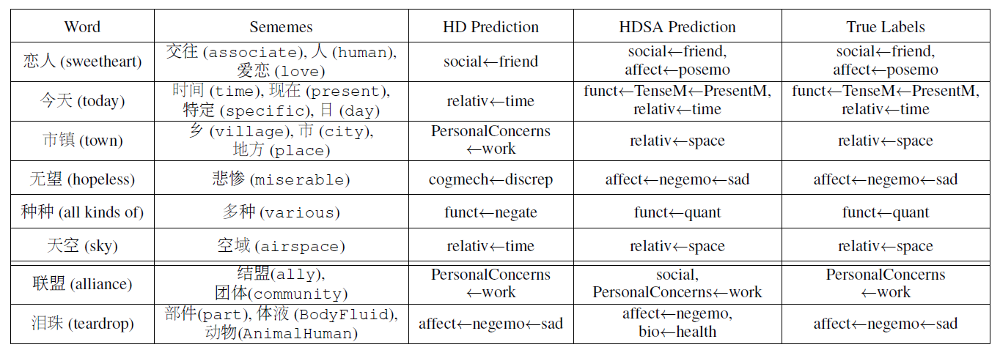 Word Sememes HD Prediction HDSA Prediction True Labels
恋人 (sweetheart) 交往 (associate), 人 (human), 爱恋 (love) social←friend social←friend, affect←posemo social←friend, affect←posemo
今天 (today) 时间 (time), 现在 (present), 特定 (specific), 日 (day) relativ←time funct←TenseM←PresentM, relativ←time funct←TenseM←PresentM, relativ←time
市镇 (town) 乡 (village), 市 (city), 地方 (place) PersonalConcerns ←work relativ←space relativ←space
无望 (hopeless) 悲惨 (miserable) cogmech←discrep affect←negemo←sad affect←negemo←sad
种种 (all kinds of) 多种 (various) funct←negate funct←quant funct←quant
天空 (sky) 空域 (airspace) relativ←time relativ←space relativ←space
联盟 (alliance) 结盟(ally), 团体(community) PersonalConcerns ←work social, PersonalConcerns←work PersonalConcerns ←work
泪珠 (teardrop) 部件(part), 体液 (BodyFluid), 动物(AnimalHuman) affect←negemo←sad affect←negemo, bio←health affect←negemo←sad